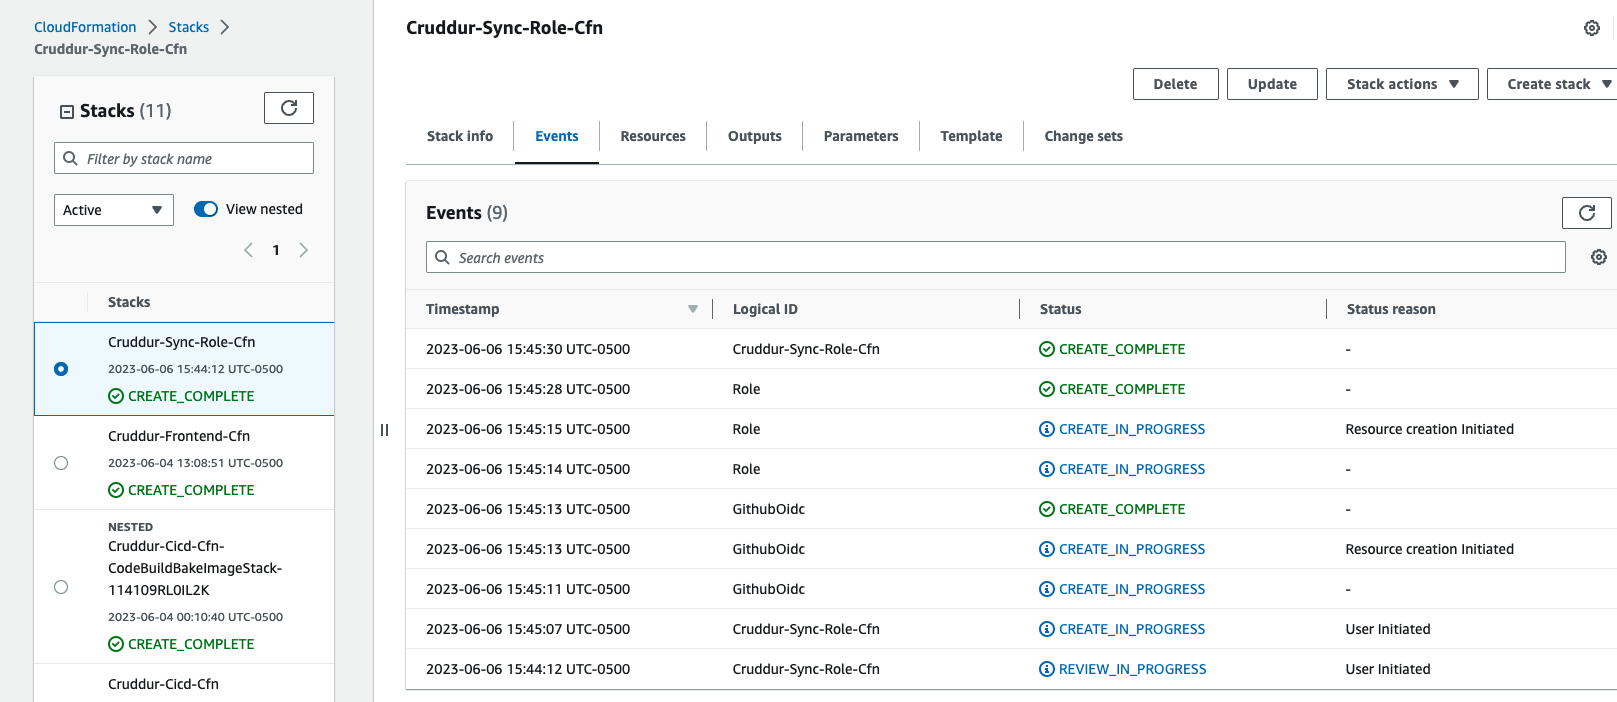 CloudFormation > Stacks >
Cruddur-Sync-Role-Cfn
Stacks (11)
Filter by stack name
Active View nested
1
Stacks
Cruddur-Sync-Role-Cfn
2023-06-06 15:44:12 UTC-0500
CREATE_COMPLETE
Cruddur-Frontend-Cfn
2023-06-04 13:08:51 UTC-0500
CREATE_COMPLETE
NESTED
Cruddur-Cicd-Cfn-
CodeBuildBakeImageStack-
114109RL0IL2K
2023-06-04 00:10:40 UTC-0500
CREATE_COMPLETE
Cruddur-Cicd-Cfn
Cruddur-Sync-Role-Cfn
Delete Update Stack actions Create stack
Stack info Events Resources Outputs Parameters Template Change sets
Events (9)
Search events
Timestamp Logical ID Status Status reason
2023-06-06 15:45:30 UTC-0500 Cruddur-Sync-Role-Cfn CREATE_COMPLETE -
2023-06-06 15:45:28 UTC-0500 Role CREATE_COMPLETE -
2023-06-06 15:45:15 UTC-0500 Role CREATE_IN_PROGRESS Resource creation Initiated
2023-06-06 15:45:14 UTC-0500 Role CREATE_IN_PROGRESS -
2023-06-06 15:45:13 UTC-0500 GithubOidc CREATE_COMPLETE -
2023-06-06 15:45:13 UTC-0500 GithubOidc CREATE_IN_PROGRESS Resource creation Initiated
2023-06-06 15:45:11 UTC-0500 GithubOidc CREATE_IN_PROGRESS -
2023-06-06 15:45:07 UTC-0500 Cruddur-Sync-Role-Cfn CREATE_IN_PROGRESS User Initiated
2023-06-06 15:44:12 UTC-0500 Cruddur-Sync-Role-Cfn REVIEW_IN_PROGRESS User Initiated